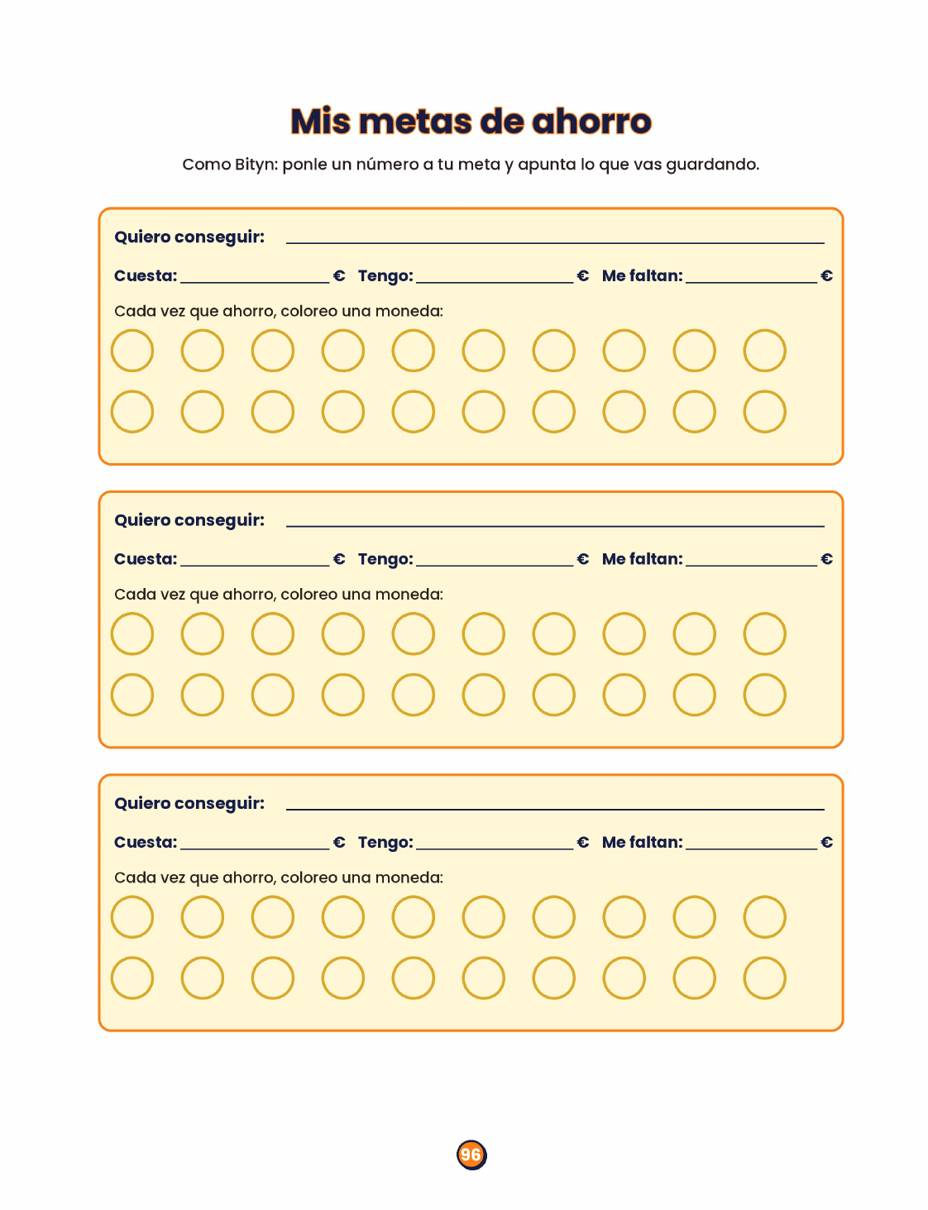 Mis metas de ahorro
Como Bityn: ponle un número a tu meta y apunta lo que vas guardando.
Quiero conseguir:
Cuesta: € Tengo: € Me faltan: €
Cada vez que ahorro, coloreo una moneda:
Quiero conseguir:
Cuesta: € Tengo: € Me faltan: €
Cada vez que ahorro, coloreo una moneda:
Quiero conseguir:
Cuesta: € Tengo: € Me faltan: €
Cada vez que ahorro, coloreo una moneda:
96